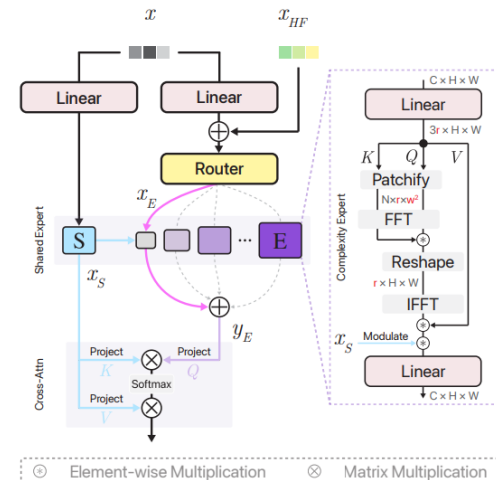 x
x_HF
Linear
Linear
Router
x_E
Shared Expert
S
...
E
x_S
y_E
Cross-Attn
Project
K
Project
Q
Softmax
Project
V
Complexity Expert
C × H × W
Linear
3r × H × W
K
Q
V
Patchify
N×r×w²
FFT
Reshape
r × H × W
IFFT
x_S
Modulate
Linear
C × H × W
Element-wise Multiplication
Matrix Multiplication